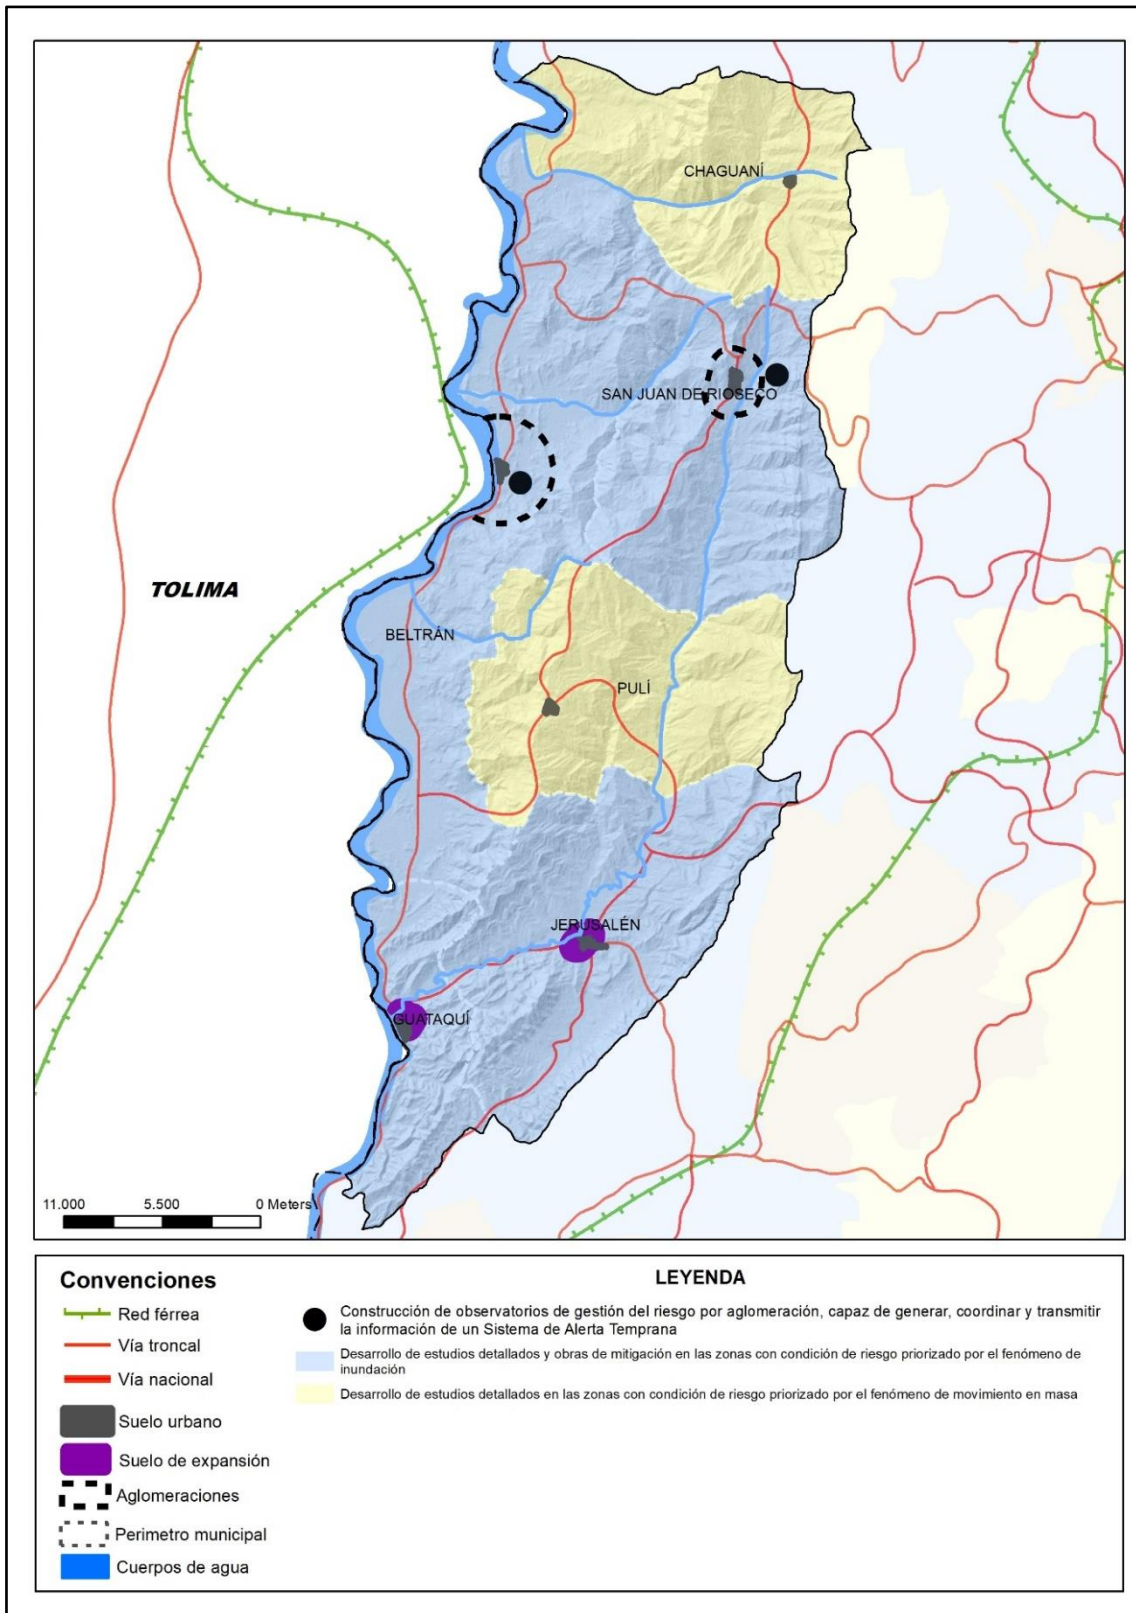 CHAGUANÍ
SAN JUAN DE RIOSECO
TOLIMA
BELTRÁN
PULÍ
JERUSALÉN
GUATAQUÍ
11.000 5.500 0 Meters
Convenciones
Red férrea
Vía troncal
Vía nacional
Suelo urbano
Suelo de expansión
Aglomeraciones
Perimetro municipal
Cuerpos de agua
LEYENDA
Construcción de observatorios de gestión del riesgo por aglomeración, capaz de generar, coordinar y transmitir
la información de un Sistema de Alerta Temprana
Desarrollo de estudios detallados y obras de mitigación en las zonas con condición de riesgo priorizado por el fenómeno de
inundación
Desarrollo de estudios detallados en las zonas con condición de riesgo priorizado por el fenómeno de movimiento en masa